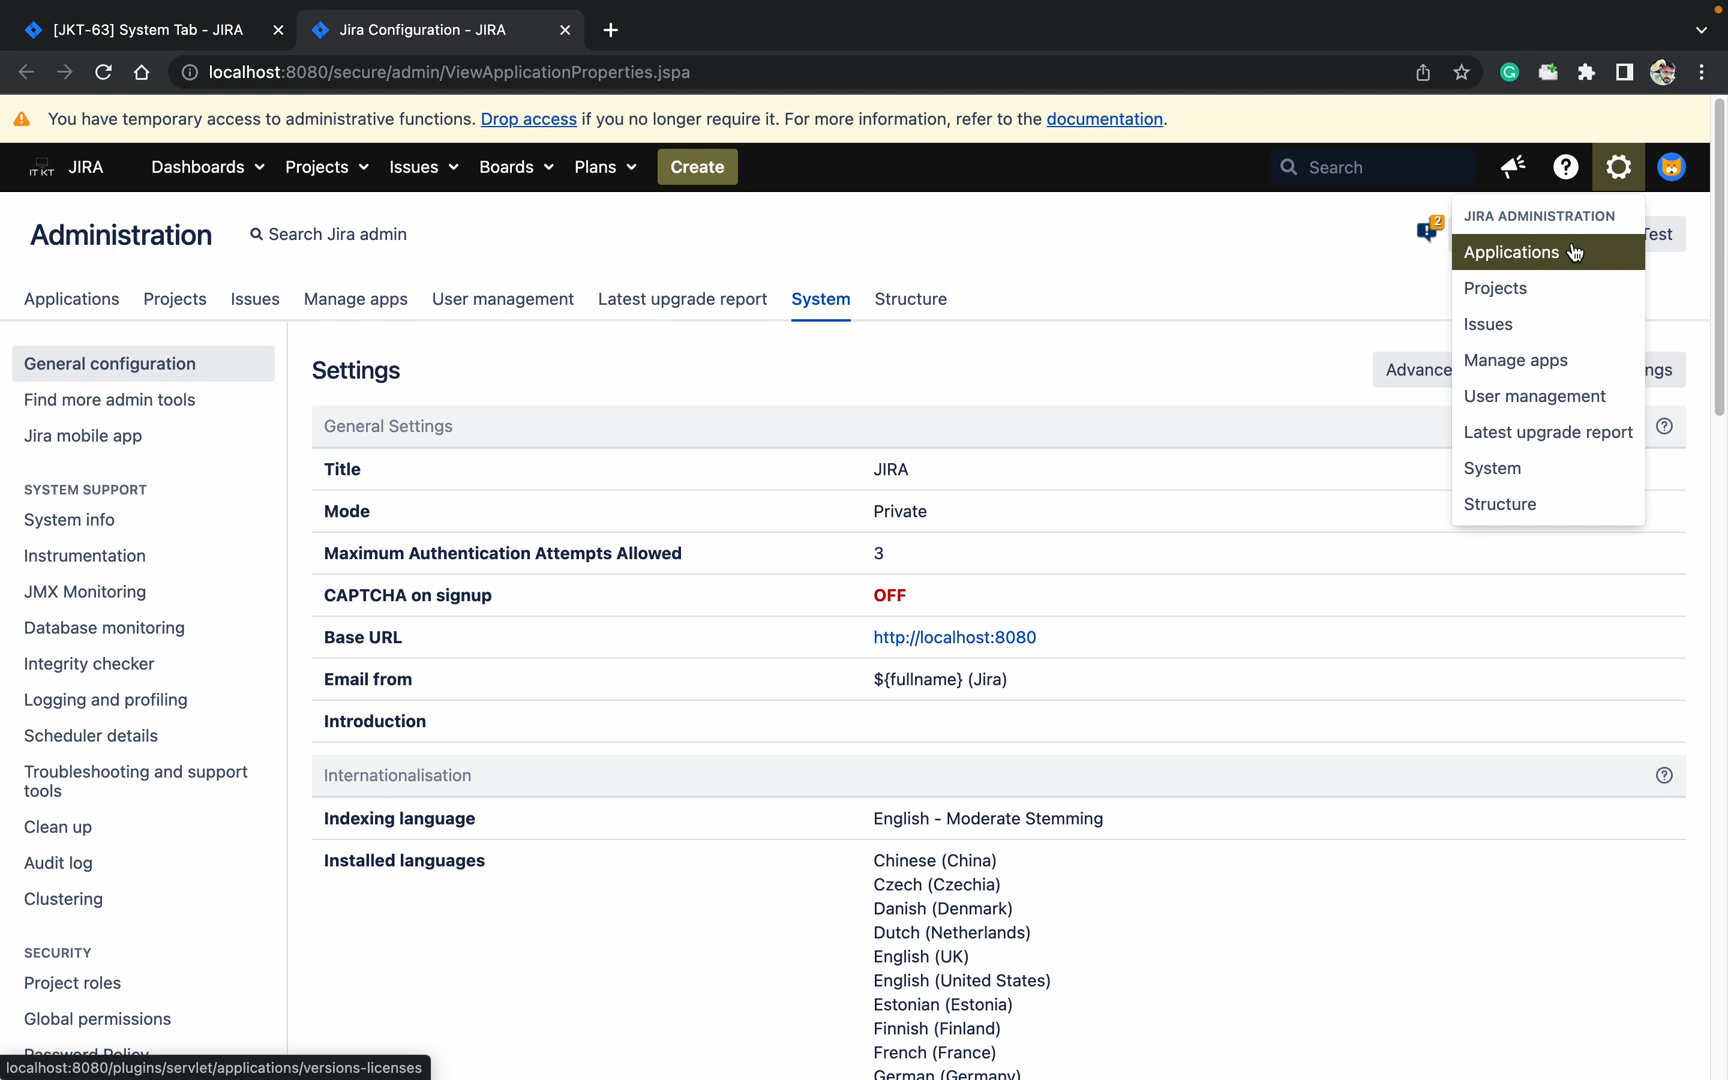 [JKT-63] System Tab - JIRA
Jira Configuration - JIRA
localhost:8080/secure/admin/ViewApplicationProperties.jspa
You have temporary access to administrative functions. Drop access if you no longer require it. For more information, refer to the documentation.
IT KT JIRA Dashboards Projects Issues Boards Plans Create Search
Administration
Search Jira admin
2
JIRA ADMINISTRATION
Applications
Projects
Issues
Manage apps
User management
Latest upgrade report
System
Structure
Test
Applications Projects Issues Manage apps User management Latest upgrade report System Structure
General configuration
Find more admin tools
Jira mobile app
SYSTEM SUPPORT
System info
Instrumentation
JMX Monitoring
Database monitoring
Integrity checker
Logging and profiling
Scheduler details
Troubleshooting and support
tools
Clean up
Audit log
Clustering
SECURITY
Project roles
Global permissions
Password Policy
localhost:8080/plugins/servlet/applications/versions-licenses
Settings
Advance
ngs
General Settings
Title JIRA
Mode Private
Maximum Authentication Attempts Allowed 3
CAPTCHA on signup OFF
Base URL http://localhost:8080
Email from ${fullname} (Jira)
Introduction
Internationalisation
Indexing language English - Moderate Stemming
Installed languages Chinese (China)
Czech (Czechia)
Danish (Denmark)
Dutch (Netherlands)
English (UK)
English (United States)
Estonian (Estonia)
Finnish (Finland)
French (France)
German (Germany)